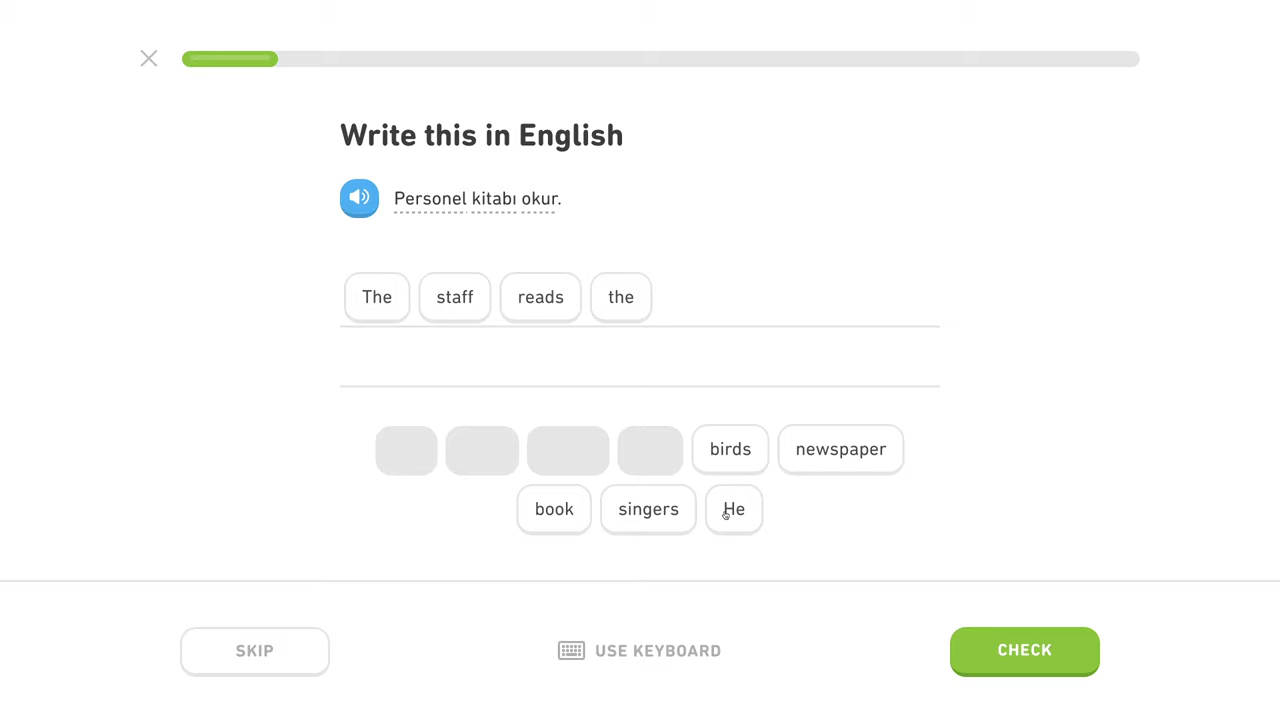 Write this in English
Personel kitabı okur.
The staff reads the
birds newspaper
book singers He
SKIP USE KEYBOARD CHECK